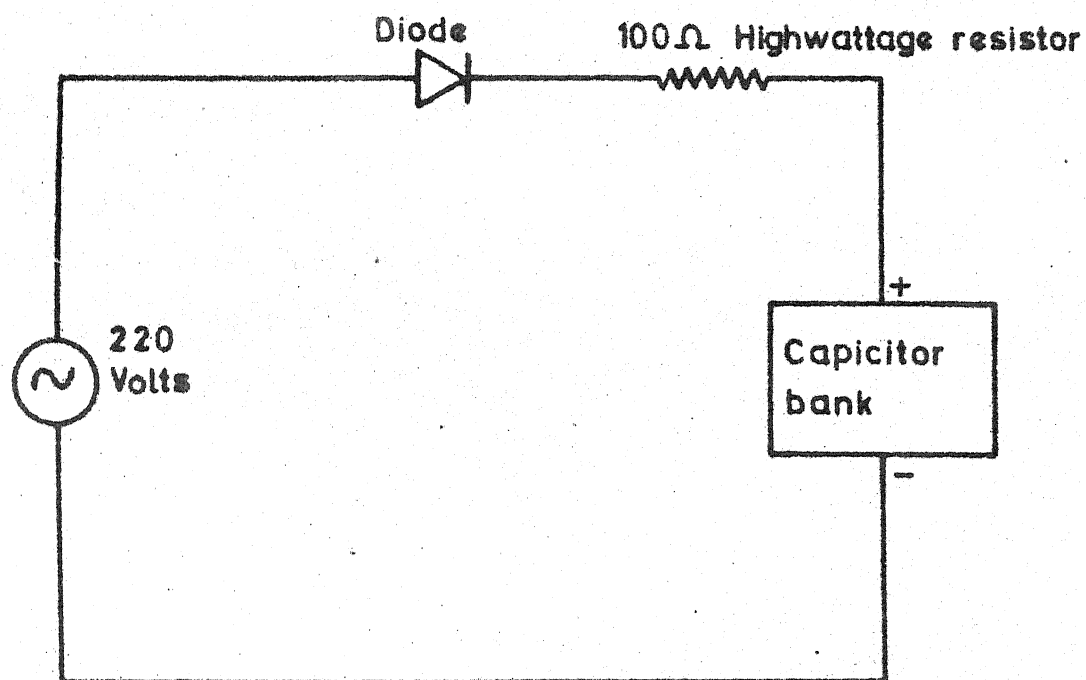 Diode
100Ω Highwattage resistor
220
Volts
+
Capicitor
bank
-